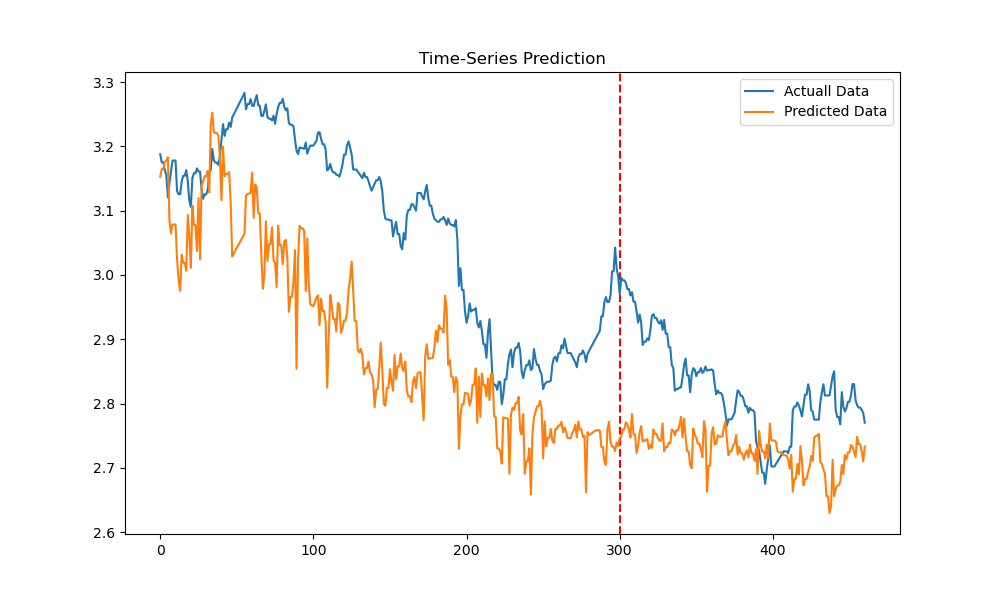 Time-Series Prediction
Actuall Data
Predicted Data
3.3
3.2
3.1
3.0
2.9
2.8
2.7
2.6
0 100 200 300 400